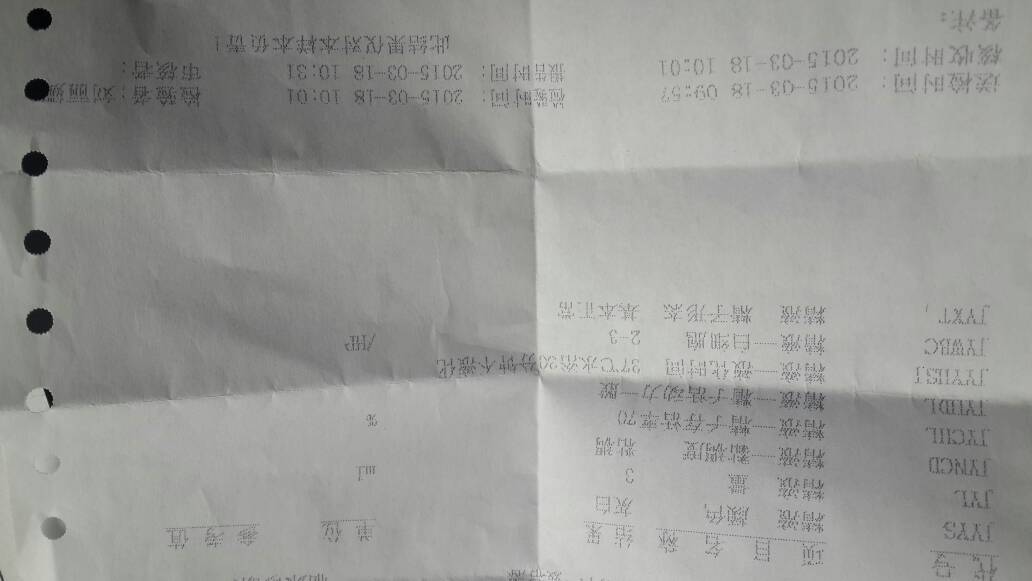 代号 项目名称 结果 单位 参考值
JYYS 精液 颜色 灰白
JYL 精液 量 3 ml
JYNCD 精液——粘稠度 粘稠
JYCHL 精液——精子存活率 70 %
JYHDL 精液——精子活动力 一般
JYYHSJ 精液——液化时间 37℃水浴30分钟不液化
JYWBC 精液——白细胞 2-3 /HP
JYXT, 精液 精子形态 基本正常
送检时间: 2015-03-18 09:57 检验时间: 2015-03-18 10:01 检验者: 刘丽
核收时间: 2015-03-18 10:01 报告时间: 2015-03-18 10:31 审核者:
备注: 此结果仅对本样本负责!